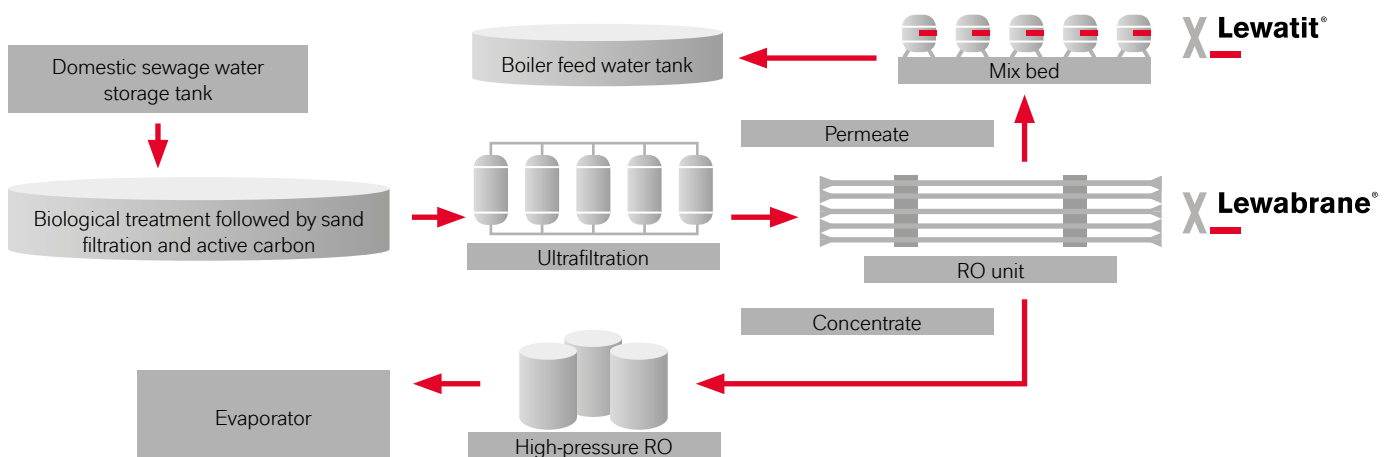 Domestic sewage water
storage tank
Boiler feed water tank
Mix bed
Lewatit®
Permeate
Biological treatment followed by sand
filtration and active carbon
Ultrafiltration
RO unit
Lewabrane®
Concentrate
Evaporator
High-pressure RO